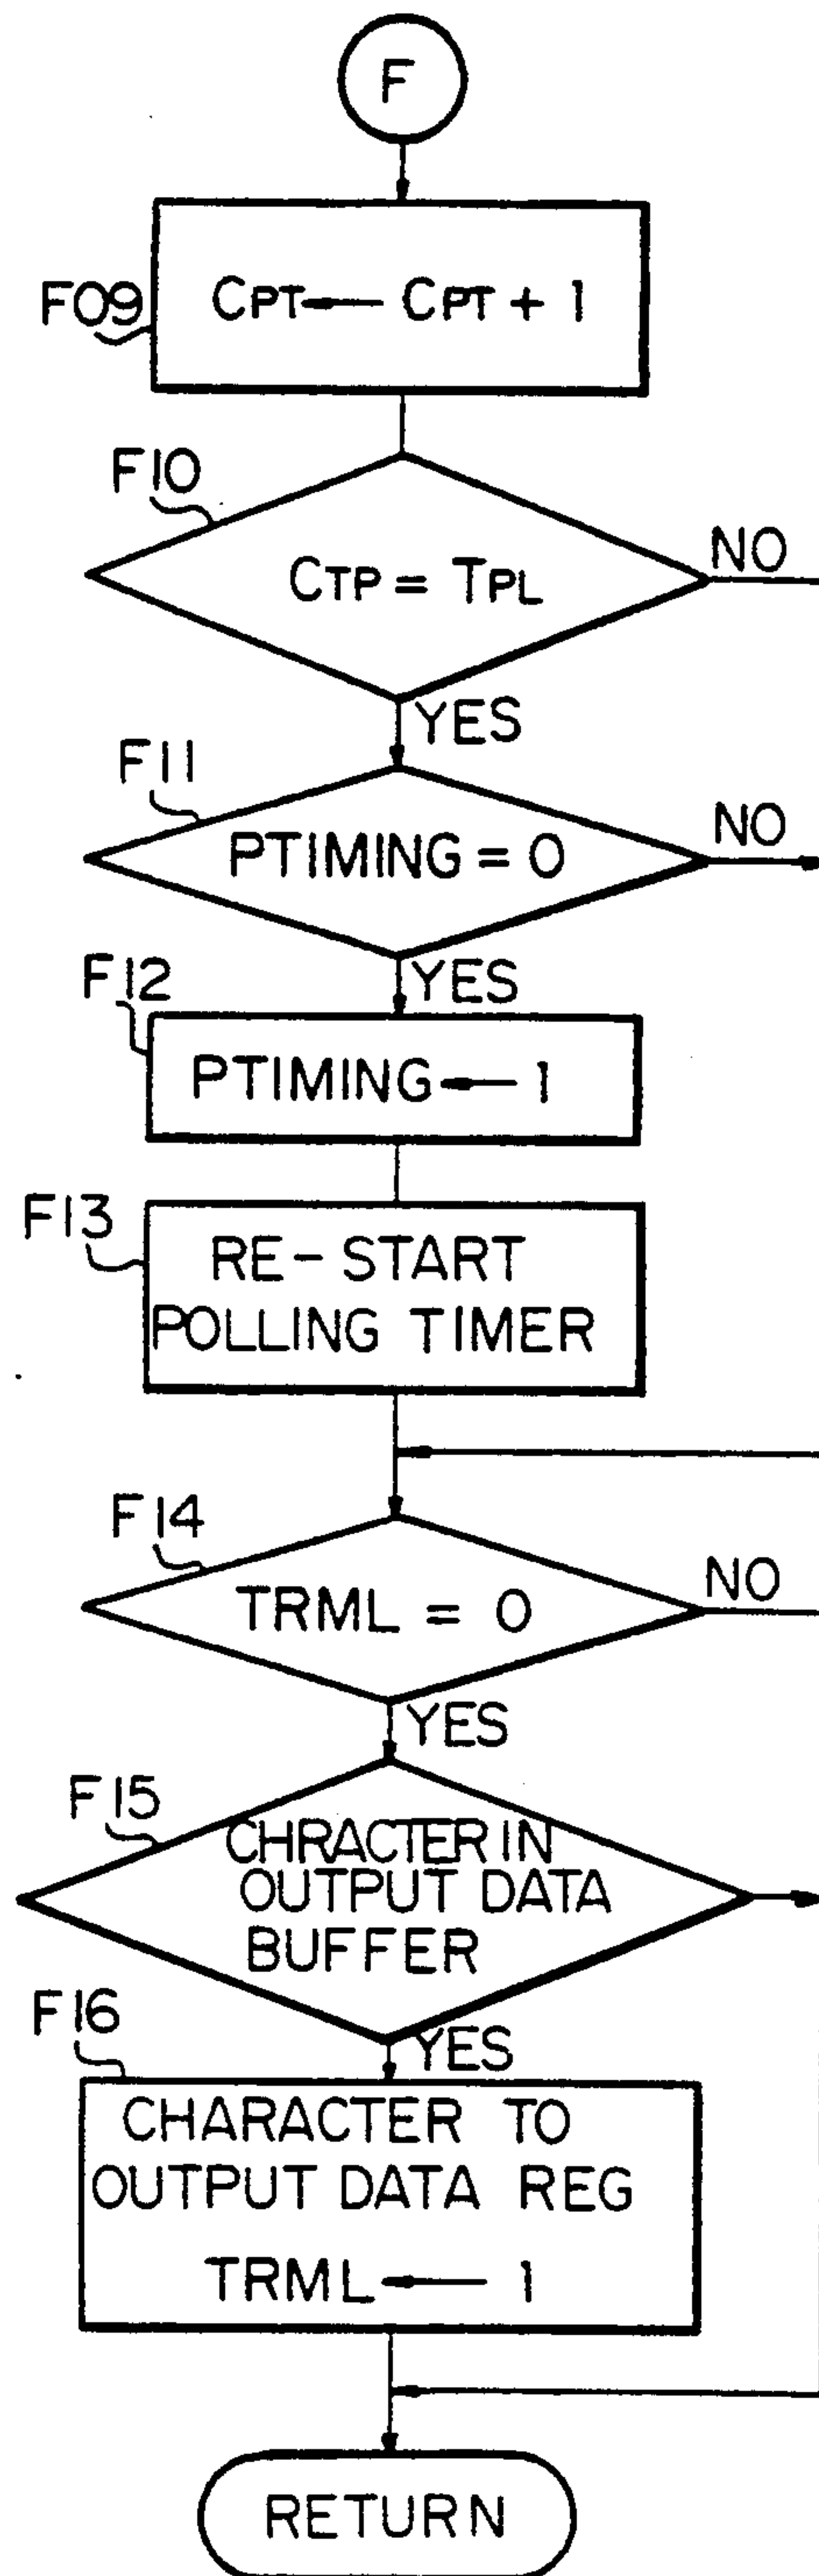 F
F09
CPT ← CPT + 1
F10
CTP = TPL
NO
YES
F11
PTIMING = 0
NO
YES
F12
PTIMING ← 1
F13
RE-START
POLLING TIMER
F14
TRML = 0
NO
YES
F15
CHRACTER IN
OUTPUT DATA
BUFFER
YES
F16
CHARACTER TO
OUTPUT DATA REG
TRML ← 1
RETURN